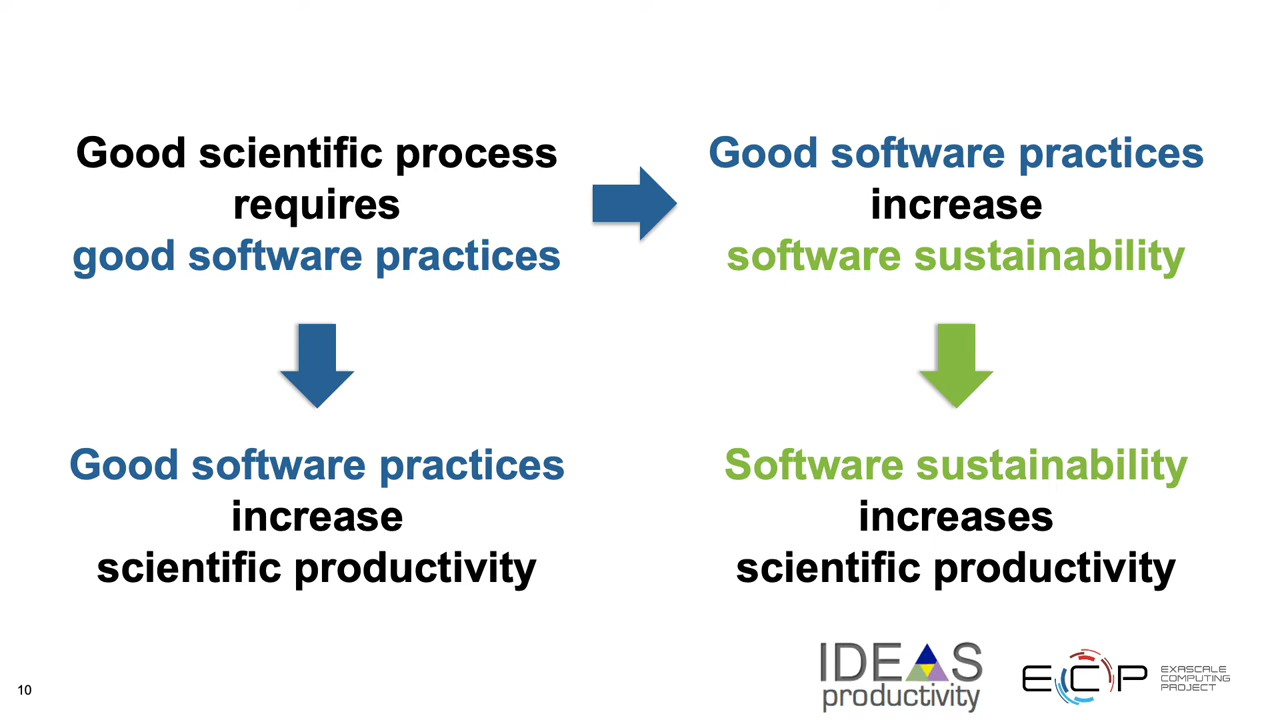 Good scientific process
requires
good software practices
Good software practices
increase
software sustainability
Good software practices
increase
scientific productivity
Software sustainability
increases
scientific productivity
10
IDEAS
productivity
ECP
EXASCALE
COMPUTING
PROJECT